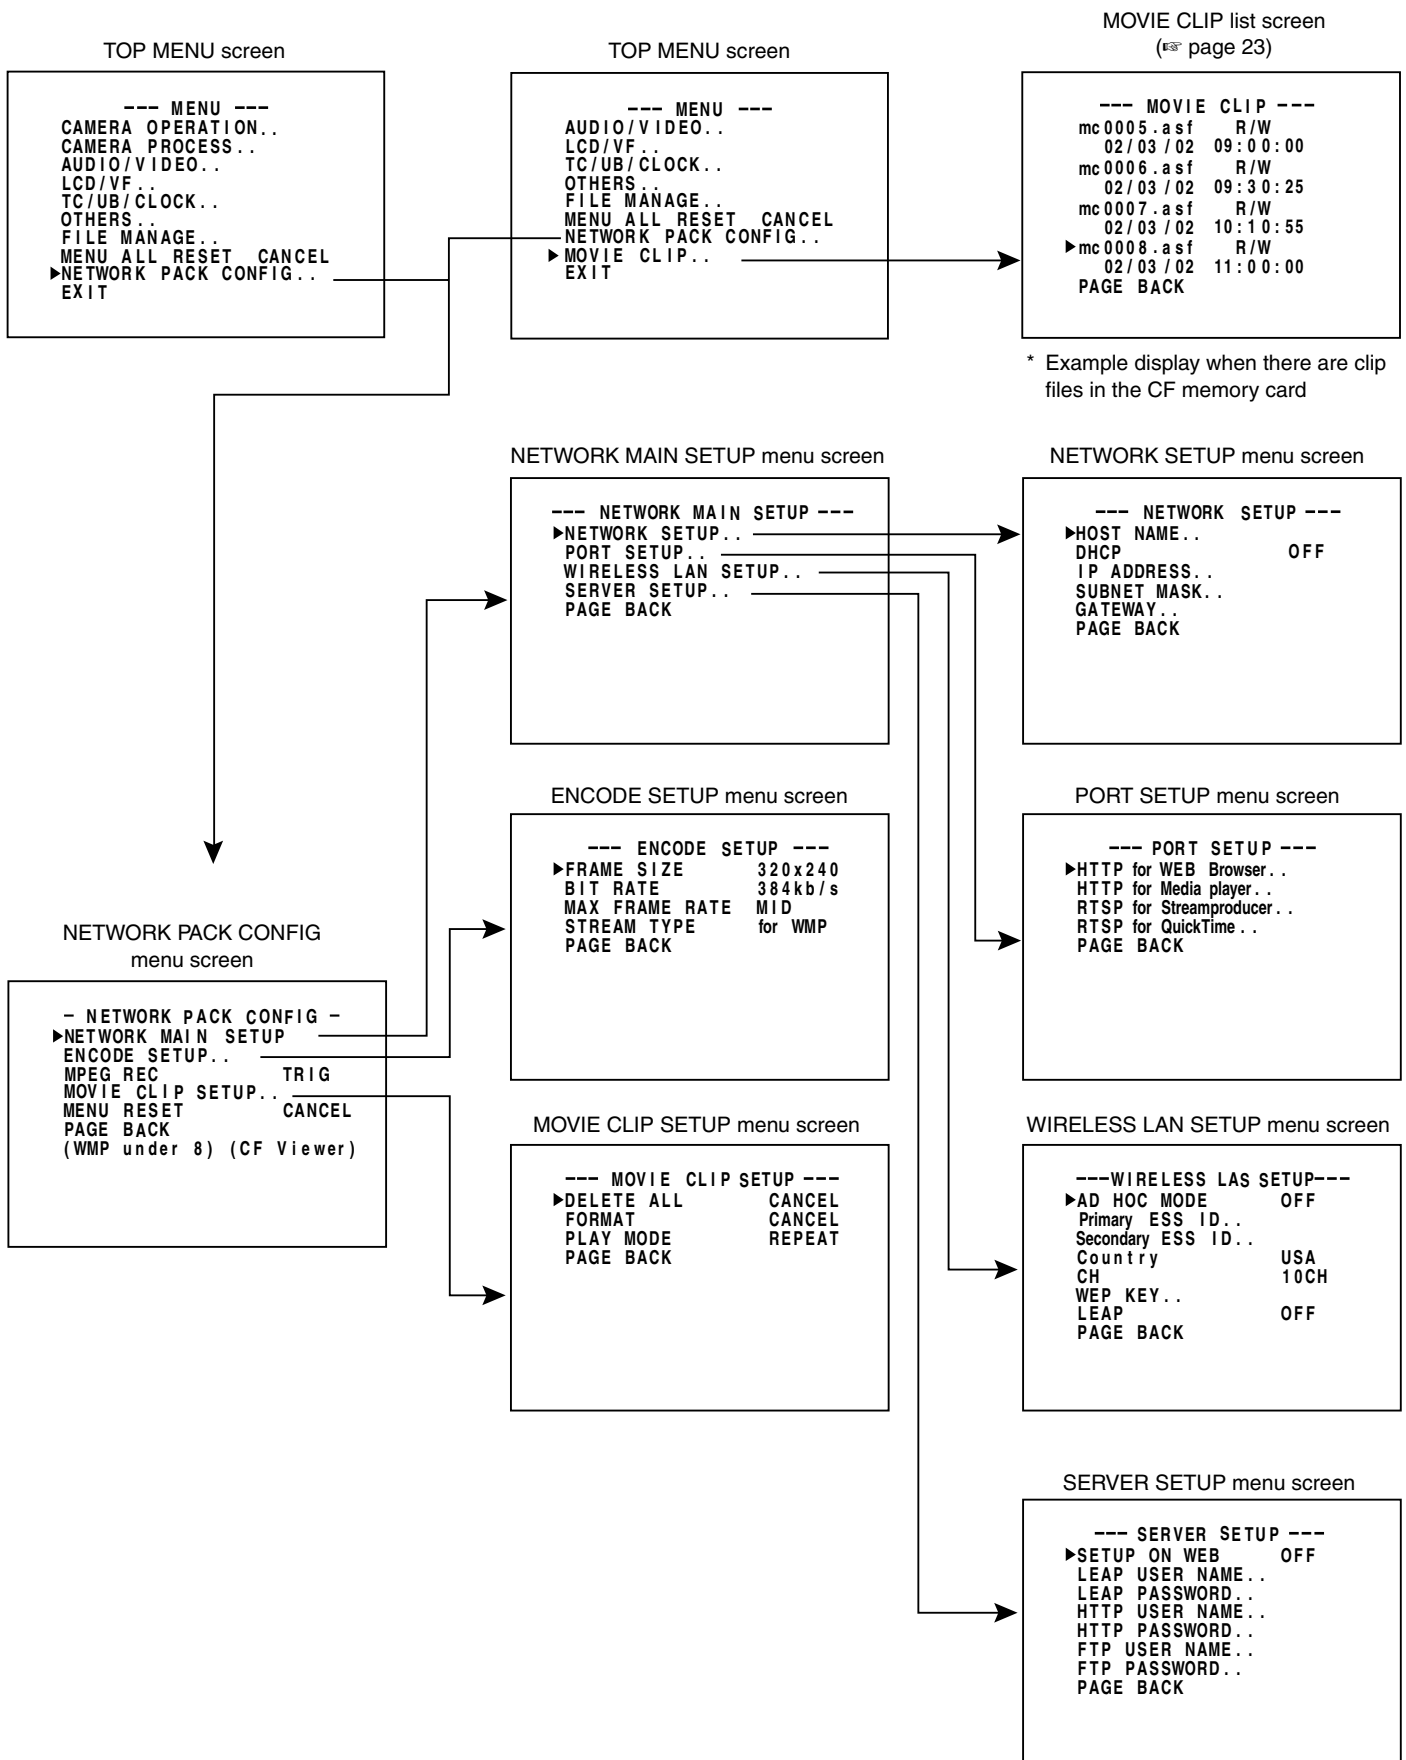 TOP MENU screen
--- MENU ---
CAMERA OPERATION..
CAMERA PROCESS..
AUDIO/VIDEO..
LCD/VF..
TC/UB/CLOCK..
OTHERS..
FILE MANAGE..
MENU ALL RESET CANCEL
▶NETWORK PACK CONFIG..
EXIT
TOP MENU screen
--- MENU ---
AUDIO/VIDEO..
LCD/VF..
TC/UB/CLOCK..
OTHERS..
FILE MANAGE..
MENU ALL RESET CANCEL
NETWORK PACK CONFIG..
▶MOVIE CLIP..
EXIT
MOVIE CLIP list screen
(☞ page 23)
--- MOVIE CLIP ---
mc0005.asf R/W
02/03/02 09:00:00
mc0006.asf R/W
02/03/02 09:30:25
mc0007.asf R/W
02/03/02 10:10:55
▶mc0008.asf R/W
02/03/02 11:00:00
PAGE BACK
* Example display when there are clip
files in the CF memory card
NETWORK PACK CONFIG
menu screen
- NETWORK PACK CONFIG -
▶NETWORK MAIN SETUP
ENCODE SETUP..
MPEG REC TRIG
MOVIE CLIP SETUP..
MENU RESET CANCEL
PAGE BACK
(WMP under 8) (CF Viewer)
NETWORK MAIN SETUP menu screen
--- NETWORK MAIN SETUP ---
▶NETWORK SETUP..
PORT SETUP..
WIRELESS LAN SETUP..
SERVER SETUP..
PAGE BACK
ENCODE SETUP menu screen
--- ENCODE SETUP ---
▶FRAME SIZE 320x240
BIT RATE 384kb/s
MAX FRAME RATE MID
STREAM TYPE for WMP
PAGE BACK
MOVIE CLIP SETUP menu screen
--- MOVIE CLIP SETUP ---
▶DELETE ALL CANCEL
FORMAT CANCEL
PLAY MODE REPEAT
PAGE BACK
NETWORK SETUP menu screen
--- NETWORK SETUP ---
▶HOST NAME..
DHCP OFF
IP ADDRESS..
SUBNET MASK..
GATEWAY..
PAGE BACK
PORT SETUP menu screen
--- PORT SETUP ---
▶HTTP for WEB Browser..
HTTP for Media player..
RTSP for Streamproducer..
RTSP for QuickTime..
PAGE BACK
WIRELESS LAN SETUP menu screen
---WIRELESS LAS SETUP---
▶AD HOC MODE OFF
Primary ESS ID..
Secondary ESS ID..
Country USA
CH 10CH
WEP KEY..
LEAP OFF
PAGE BACK
SERVER SETUP menu screen
--- SERVER SETUP ---
▶SETUP ON WEB OFF
LEAP USER NAME..
LEAP PASSWORD..
HTTP USER NAME..
HTTP PASSWORD..
FTP USER NAME..
FTP PASSWORD..
PAGE BACK